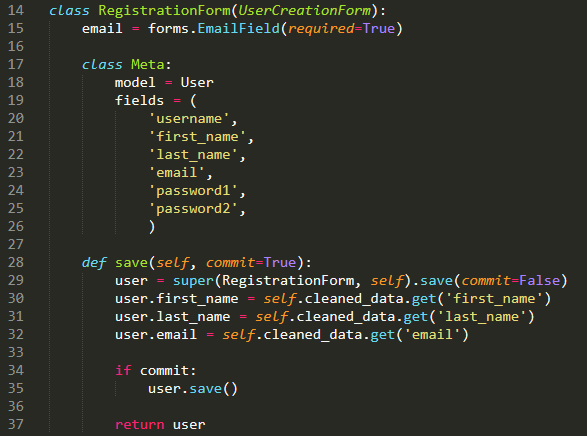 14 class RegistrationForm(UserCreationForm):
15     email = forms.EmailField(required=True)
16
17     class Meta:
18         model = User
19         fields = (
20             'username',
21             'first_name',
22             'last_name',
23             'email',
24             'password1',
25             'password2',
26             )
27
28     def save(self, commit=True):
29         user = super(RegistrationForm, self).save(commit=False)
30         user.first_name = self.cleaned_data.get('first_name')
31         user.last_name = self.cleaned_data.get('last_name')
32         user.email = self.cleaned_data.get('email')
33
34         if commit:
35             user.save()
36
37         return user